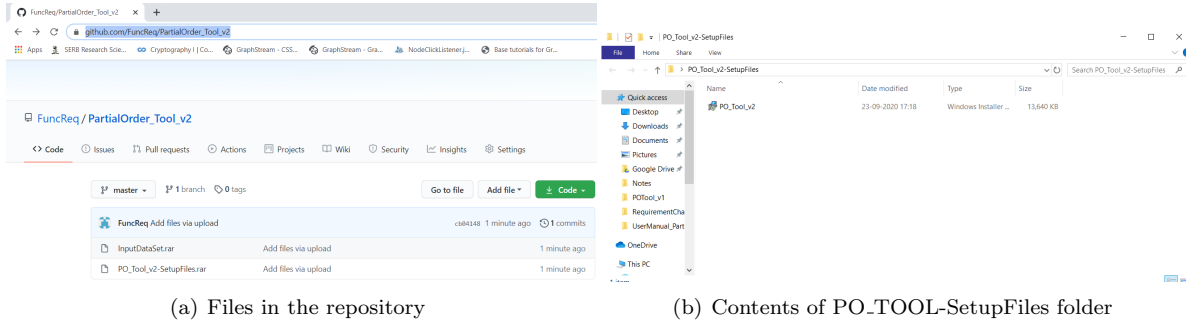 FuncReq/PartialOrder_Tool_v2
github.com/FuncReq/PartialOrder_Tool_v2
Apps SERB Research Scie... Cryptography I | Co... GraphStream - CSS... GraphStream - Gra... NodeClickListener.j... Base tutorials for Gr...
FuncReq / PartialOrder_Tool_v2
Code Issues Pull requests Actions Projects Wiki Security Insights Settings
master 1 branch 0 tags Go to file Add file Code
FuncReq Add files via upload cb04148 1 minute ago 1 commits
InputDataSet.rar Add files via upload 1 minute ago
PO_Tool_v2-SetupFiles.rar Add files via upload 1 minute ago
(a) Files in the repository
PO_Tool_v2-SetupFiles
File Home Share View
PO_Tool_v2-SetupFiles Search PO_Tool_v2-SetupFiles
Name Date modified Type Size
Quick access
PO_Tool_v2 23-09-2020 17:18 Windows Installer ... 13,640 KB
Desktop
Downloads
Documents
Pictures
Google Drive
Notes
POTool_v1
RequirementCha
UserManual_Part
OneDrive
This PC
1 item
(b) Contents of PO_TOOL-SetupFiles folder